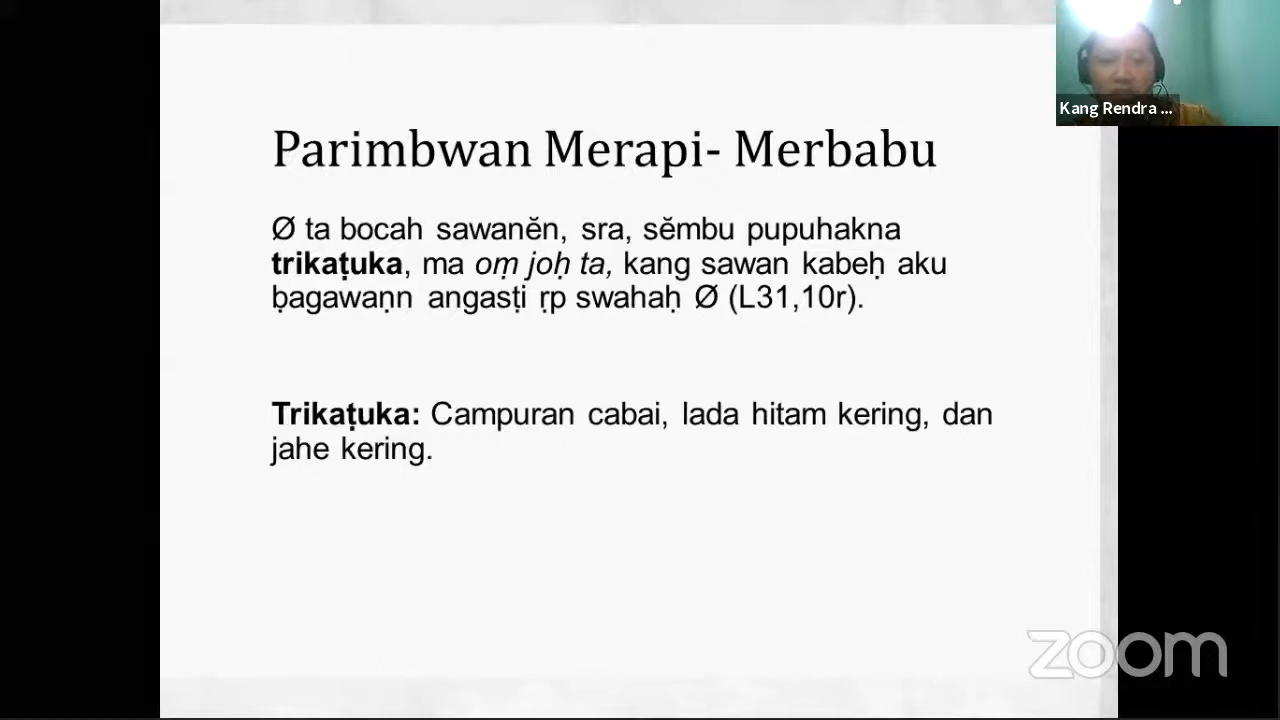 Kang Rendra ...
Parimbwan Merapi- Merbabu
Ø ta bocah sawanĕn, sra, sĕmbu pupuhakna
trikaṭuka, ma oṃ joḥ ta, kang sawan kabeḥ aku
ḅagawaṇn angasṭi ṛp swahaḥ Ø (L31,10r).
Trikaṭuka: Campuran cabai, lada hitam kering, dan
jahe kering.
zoom